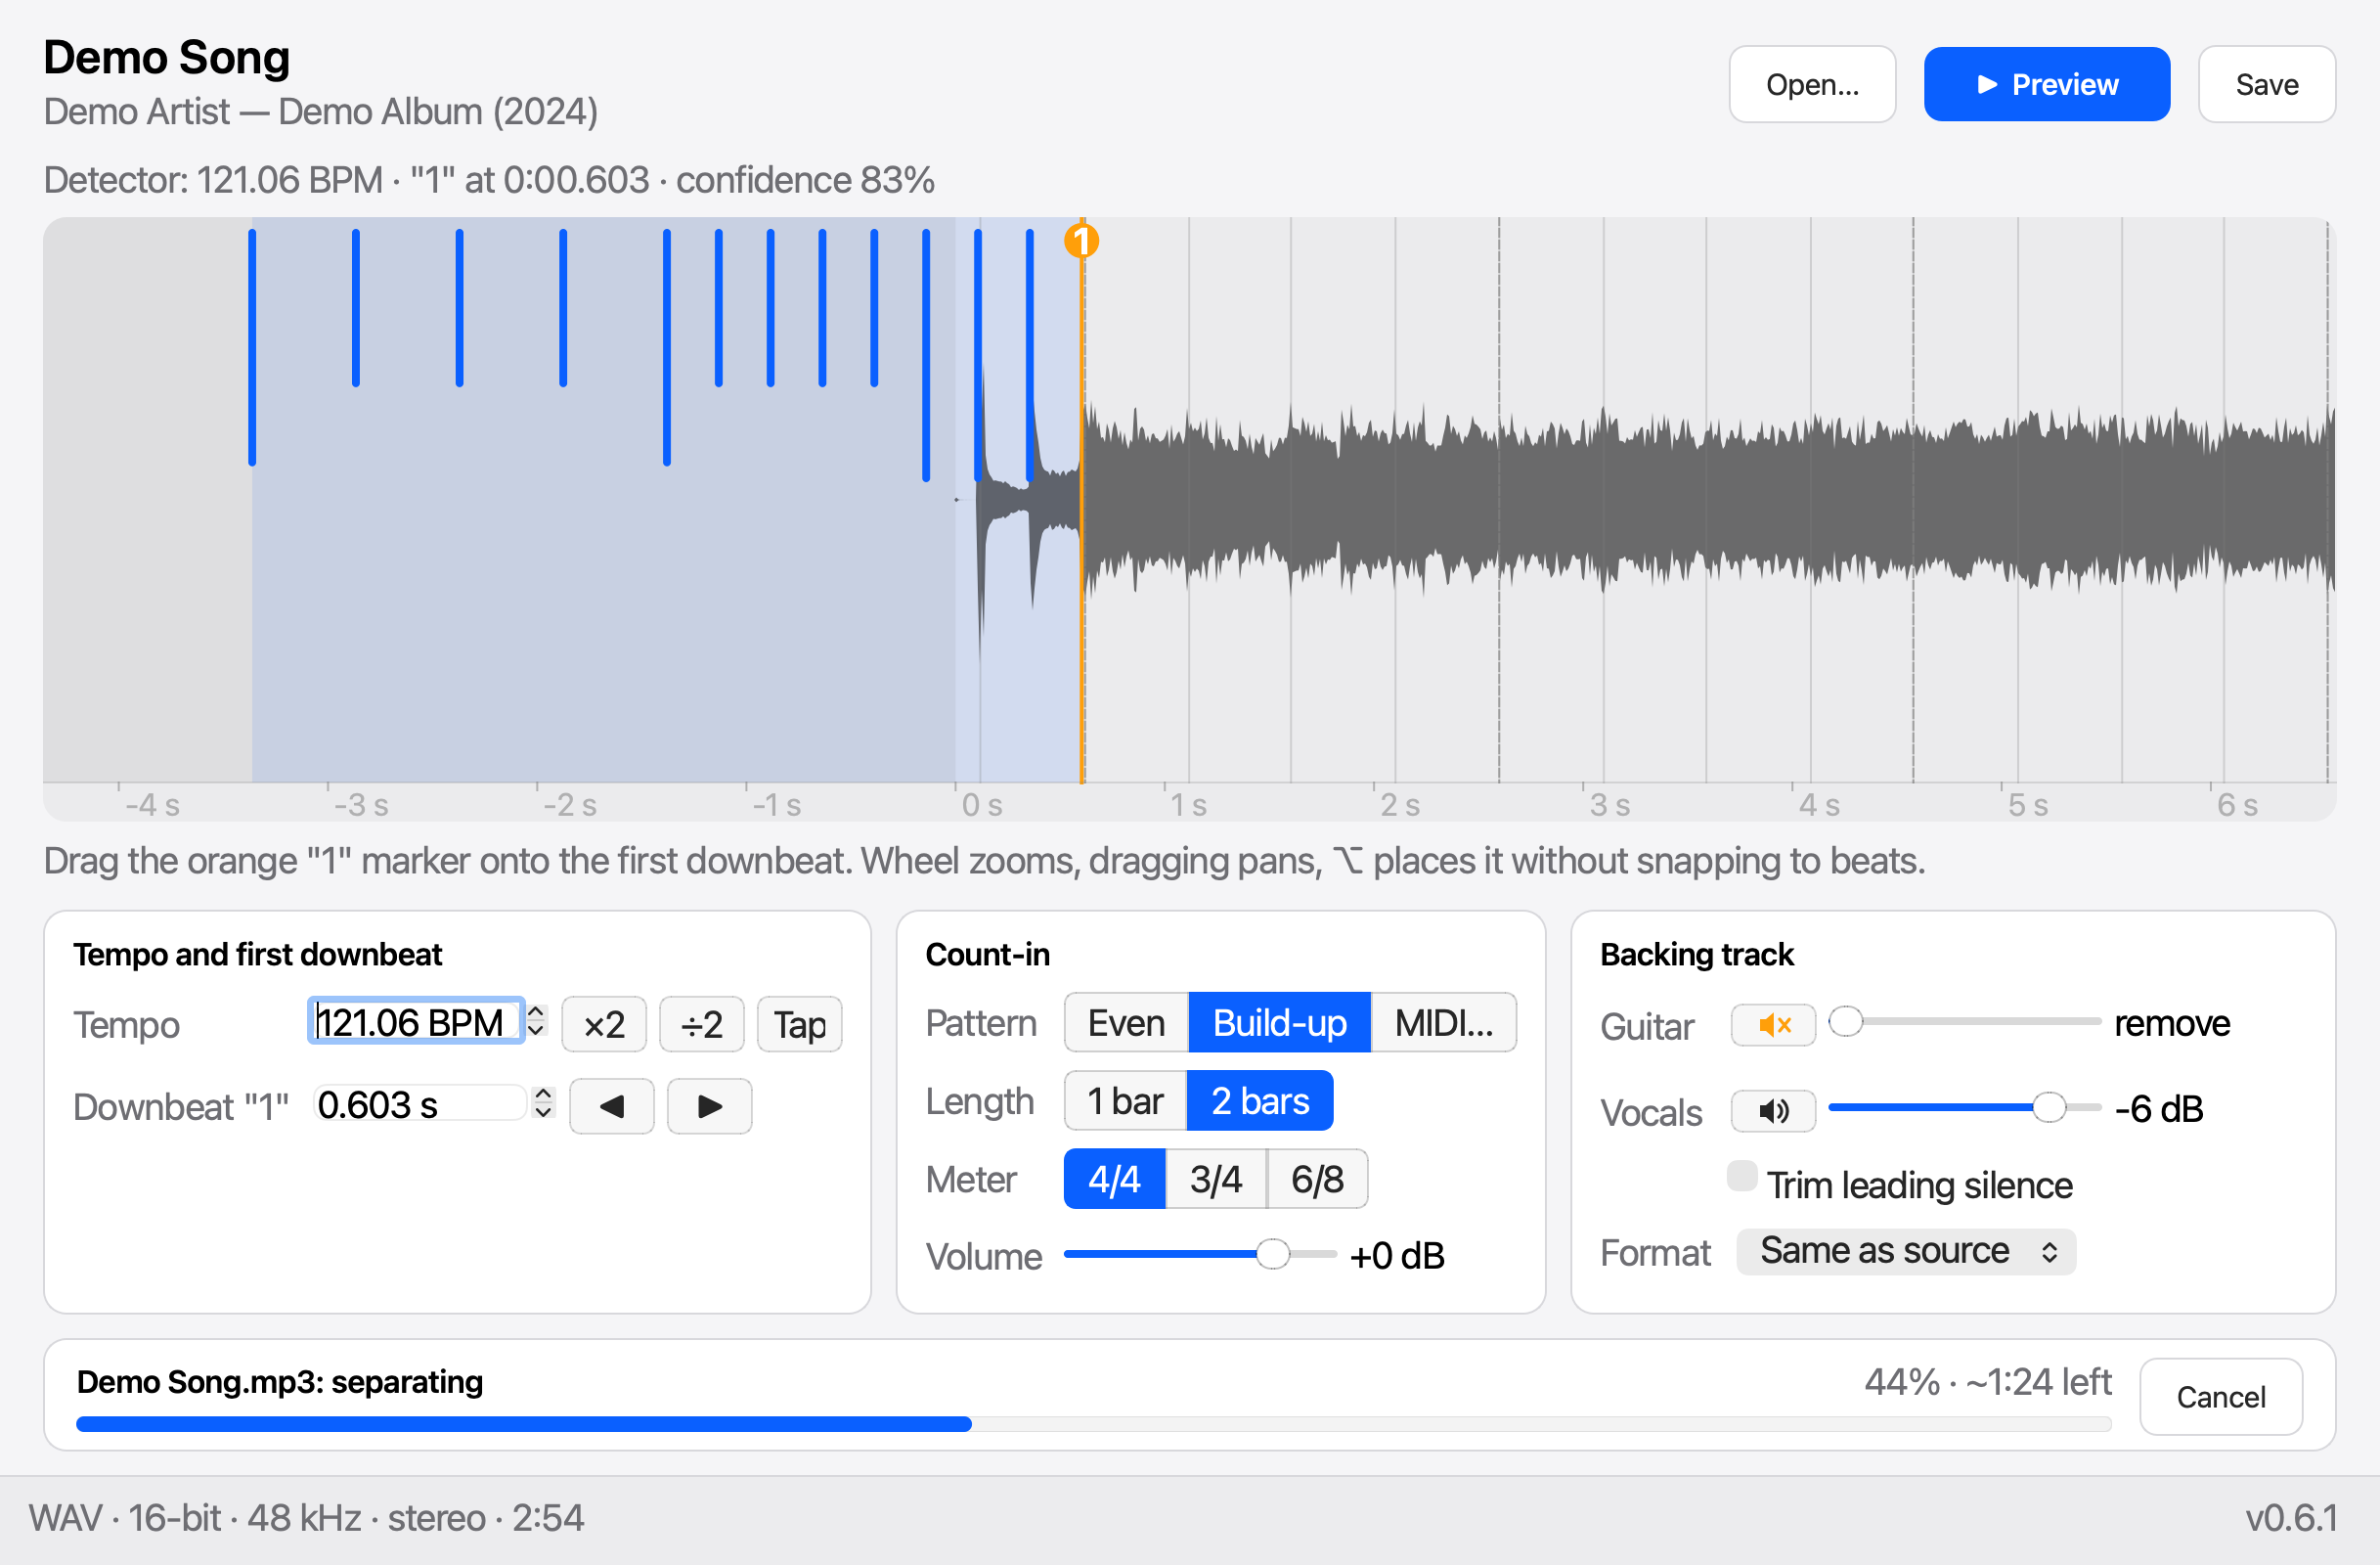 Demo Song
Demo Artist — Demo Album (2024)
Open... ▶ Preview Save
Detector: 121.06 BPM · "1" at 0:00.603 · confidence 83%
1
-4 s -3 s -2 s -1 s 0 s 1 s 2 s 3 s 4 s 5 s 6 s
Drag the orange "1" marker onto the first downbeat. Wheel zooms, dragging pans, ⌥ places it without snapping to beats.
Tempo and first downbeat
Tempo 121.06 BPM ×2 ÷2 Tap
Downbeat "1" 0.603 s ◀ ▶
Count-in
Pattern Even Build-up MIDI...
Length 1 bar 2 bars
Meter 4/4 3/4 6/8
Volume +0 dB
Backing track
Guitar remove
Vocals -6 dB
Trim leading silence
Format Same as source
Demo Song.mp3: separating 44% · ~1:24 left Cancel
WAV · 16-bit · 48 kHz · stereo · 2:54 v0.6.1